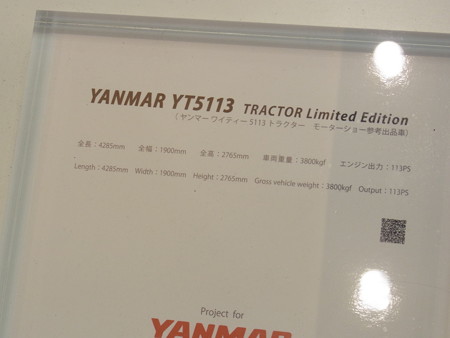 YANMAR YT5113 TRACTOR Limited Edition
(ヤンマー ワイティー 5113 トラクター　モーターショー参考出品車)
全長：4285mm　全幅：1900mm　全高：2765mm　車両重量：3800kgf　エンジン出力：113PS
Length：4285mm　Width：1900mm　Height：2765mm　Gross vehicle weight：3800kgf　Output：113PS
Project for
YANMAR